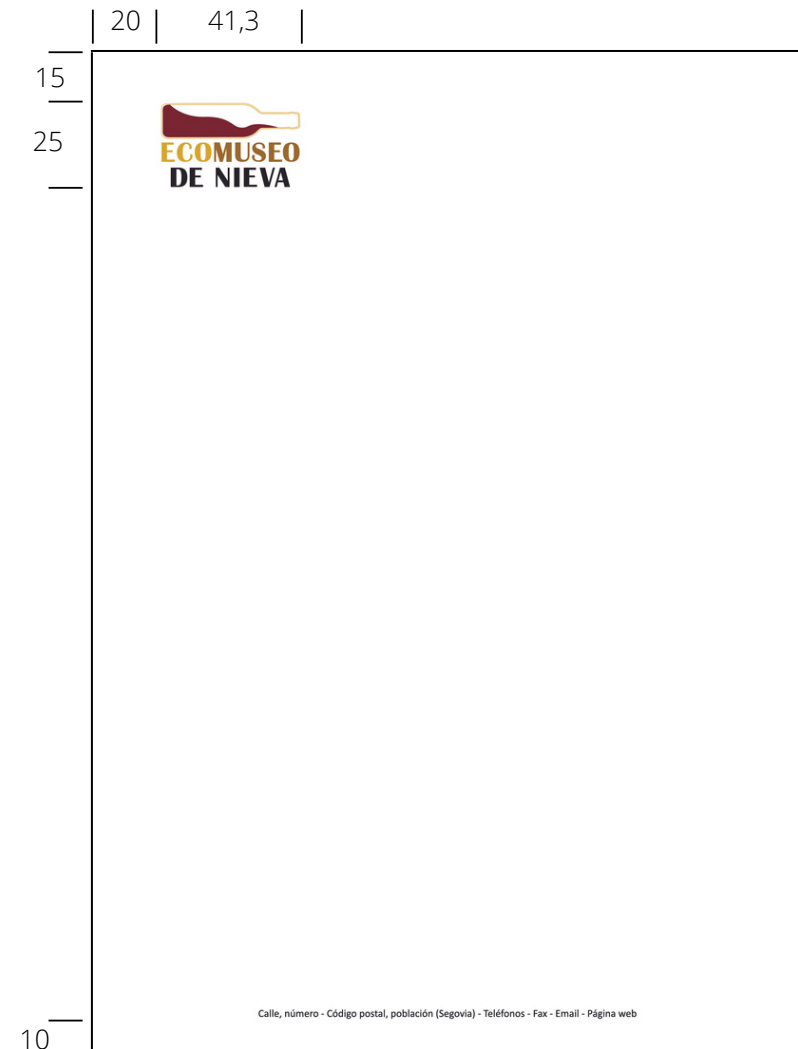 20 41,3
15
25
ECOMUSEO
DE NIEVA
Calle, número - Código postal, población (Segovia) - Teléfonos - Fax - Email - Página web
10